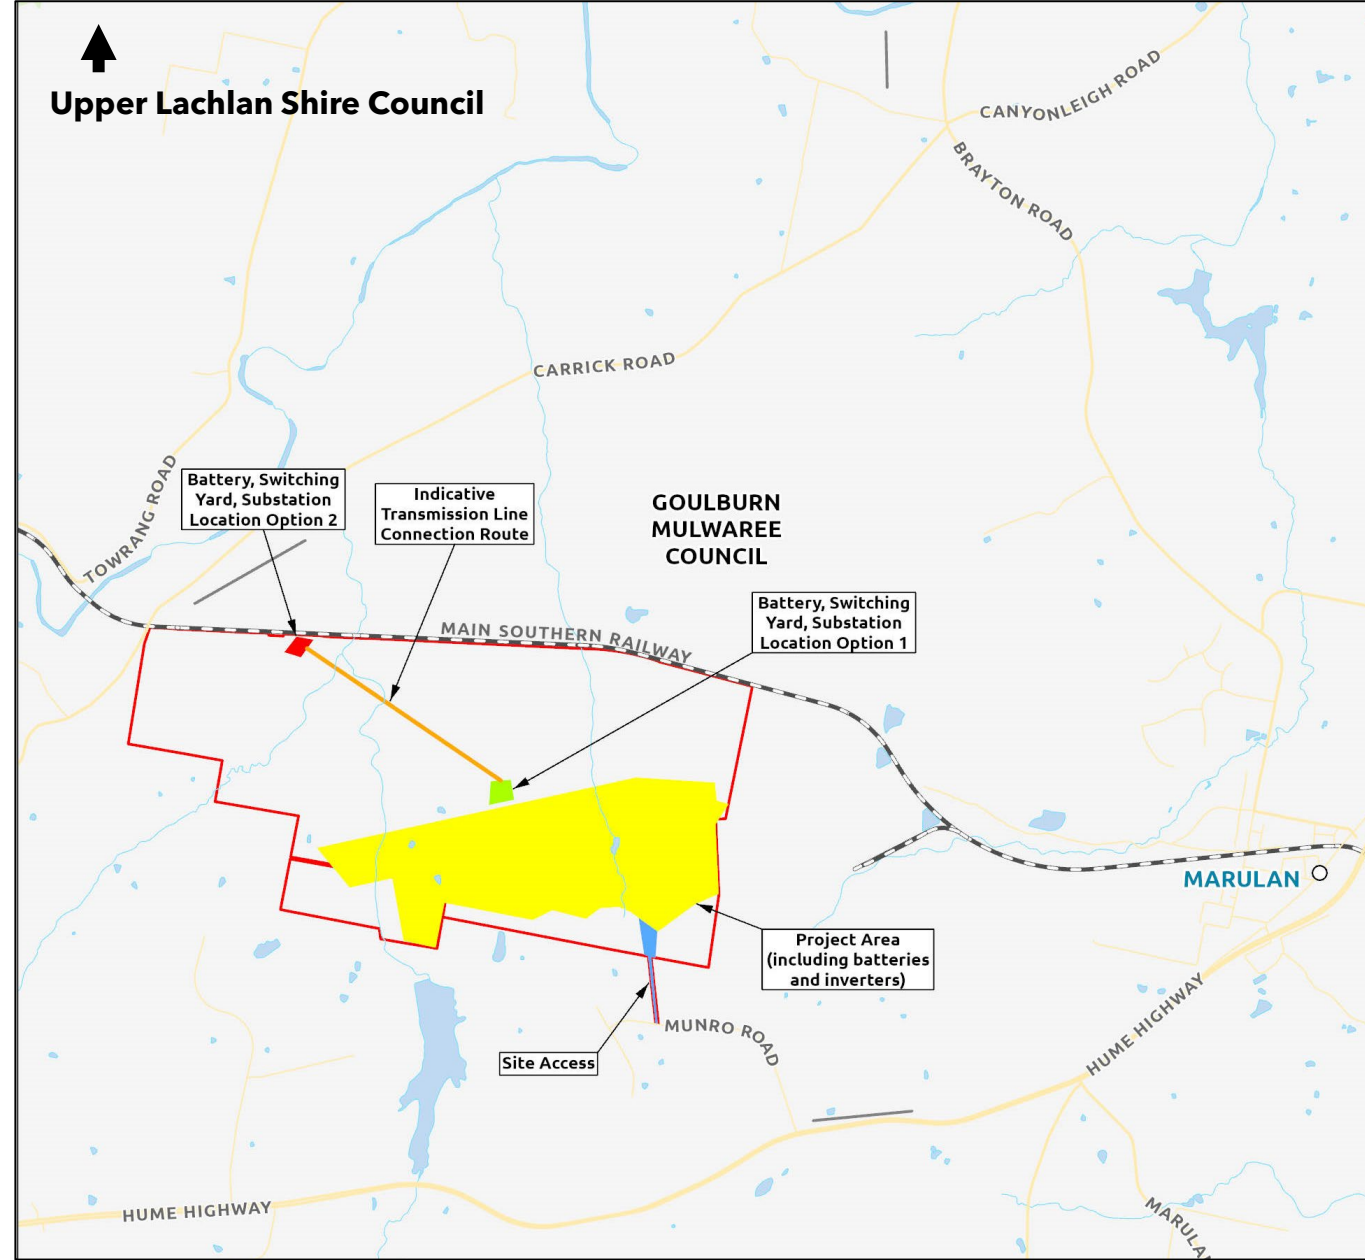 Upper Lachlan Shire Council
CANYONLEIGH ROAD
BRAYTON ROAD
CARRICK ROAD
TOWRANG ROAD
Battery, Switching
Yard, Substation
Location Option 2
Indicative
Transmission Line
Connection Route
GOULBURN
MULWAREE
COUNCIL
Battery, Switching
Yard, Substation
Location Option 1
MAIN SOUTHERN RAILWAY
MARULAN
Project Area
(including batteries
and inverters)
Site Access
MUNRO ROAD
HUME HIGHWAY
HUME HIGHWAY
MARULAN